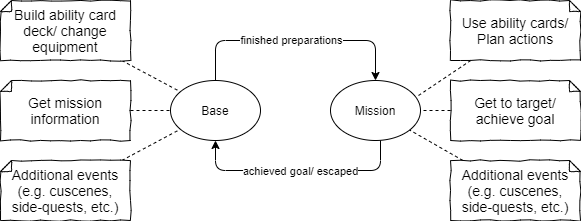 Build ability card
deck/ change
equipment
finished preparations
Use ability cards/
Plan actions
Get mission
information
Base
Mission
Get to target/
achieve goal
achieved goal/ escaped
Additional events
(e.g. cuscenes,
side-quests, etc.)
Additional events
(e.g. cuscenes,
side-quests, etc.)